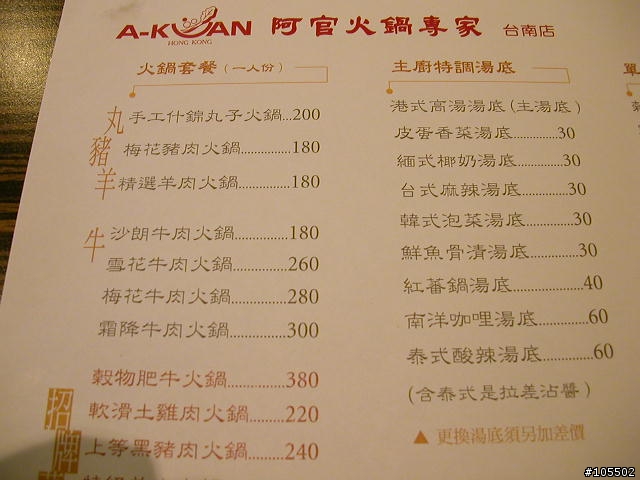 A-KUAN 阿官火鍋專家 台南店
HONG KONG
火鍋套餐（一人份）
丸 手工什錦丸子火鍋...200
豬 梅花豬肉火鍋..............180
羊 精選羊肉火鍋..............180
牛 沙朗牛肉火鍋...............180
雪花牛肉火鍋...............260
梅花牛肉火鍋...............280
霜降牛肉火鍋...............300
穀物肥牛火鍋...............380
招牌
軟滑土雞肉火鍋..........220
上等黑豬肉火鍋..........240
主廚特調湯底
港式高湯湯底(主湯底)
皮蛋香菜湯底...............30
緬式椰奶湯底...............30
台式麻辣湯底...............30
韓式泡菜湯底...............30
鮮魚骨清湯底...............30
紅蕃鍋湯底....................40
南洋咖哩湯底...............60
泰式酸辣湯底...............60
(含泰式是拉差沾醬)
▲ 更換湯底須另加差價
單
#105502